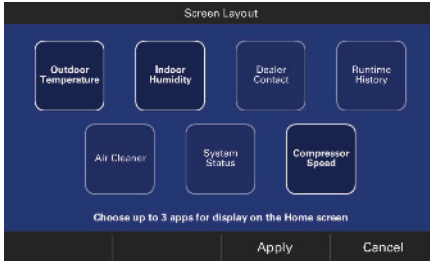 Screen Layout
Outdoor
Temperature
Indoor
Humidity
Dealer
Contact
Runtime
History
Air Cleaner
System
Status
Compressor
Speed
Choose up to 3 apps for display on the Home screen
Apply
Cancel